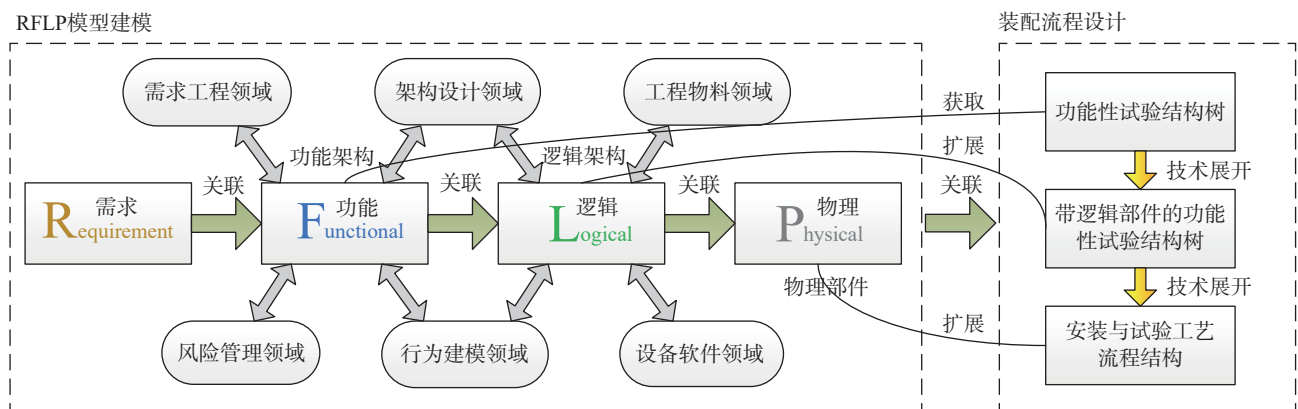 RFLP模型建模
装配流程设计
需求工程领域
架构设计领域
工程物料领域
获取
功能性试验结构树
功能架构
逻辑架构
扩展
技术展开
需求
Requirement
关联
功能
Functional
关联
逻辑
Logical
关联
物理
Physical
关联
带逻辑部件的功能
性试验结构树
物理部件
技术展开
风险管理领域
行为建模领域
设备软件领域
扩展
安装与试验工艺
流程结构